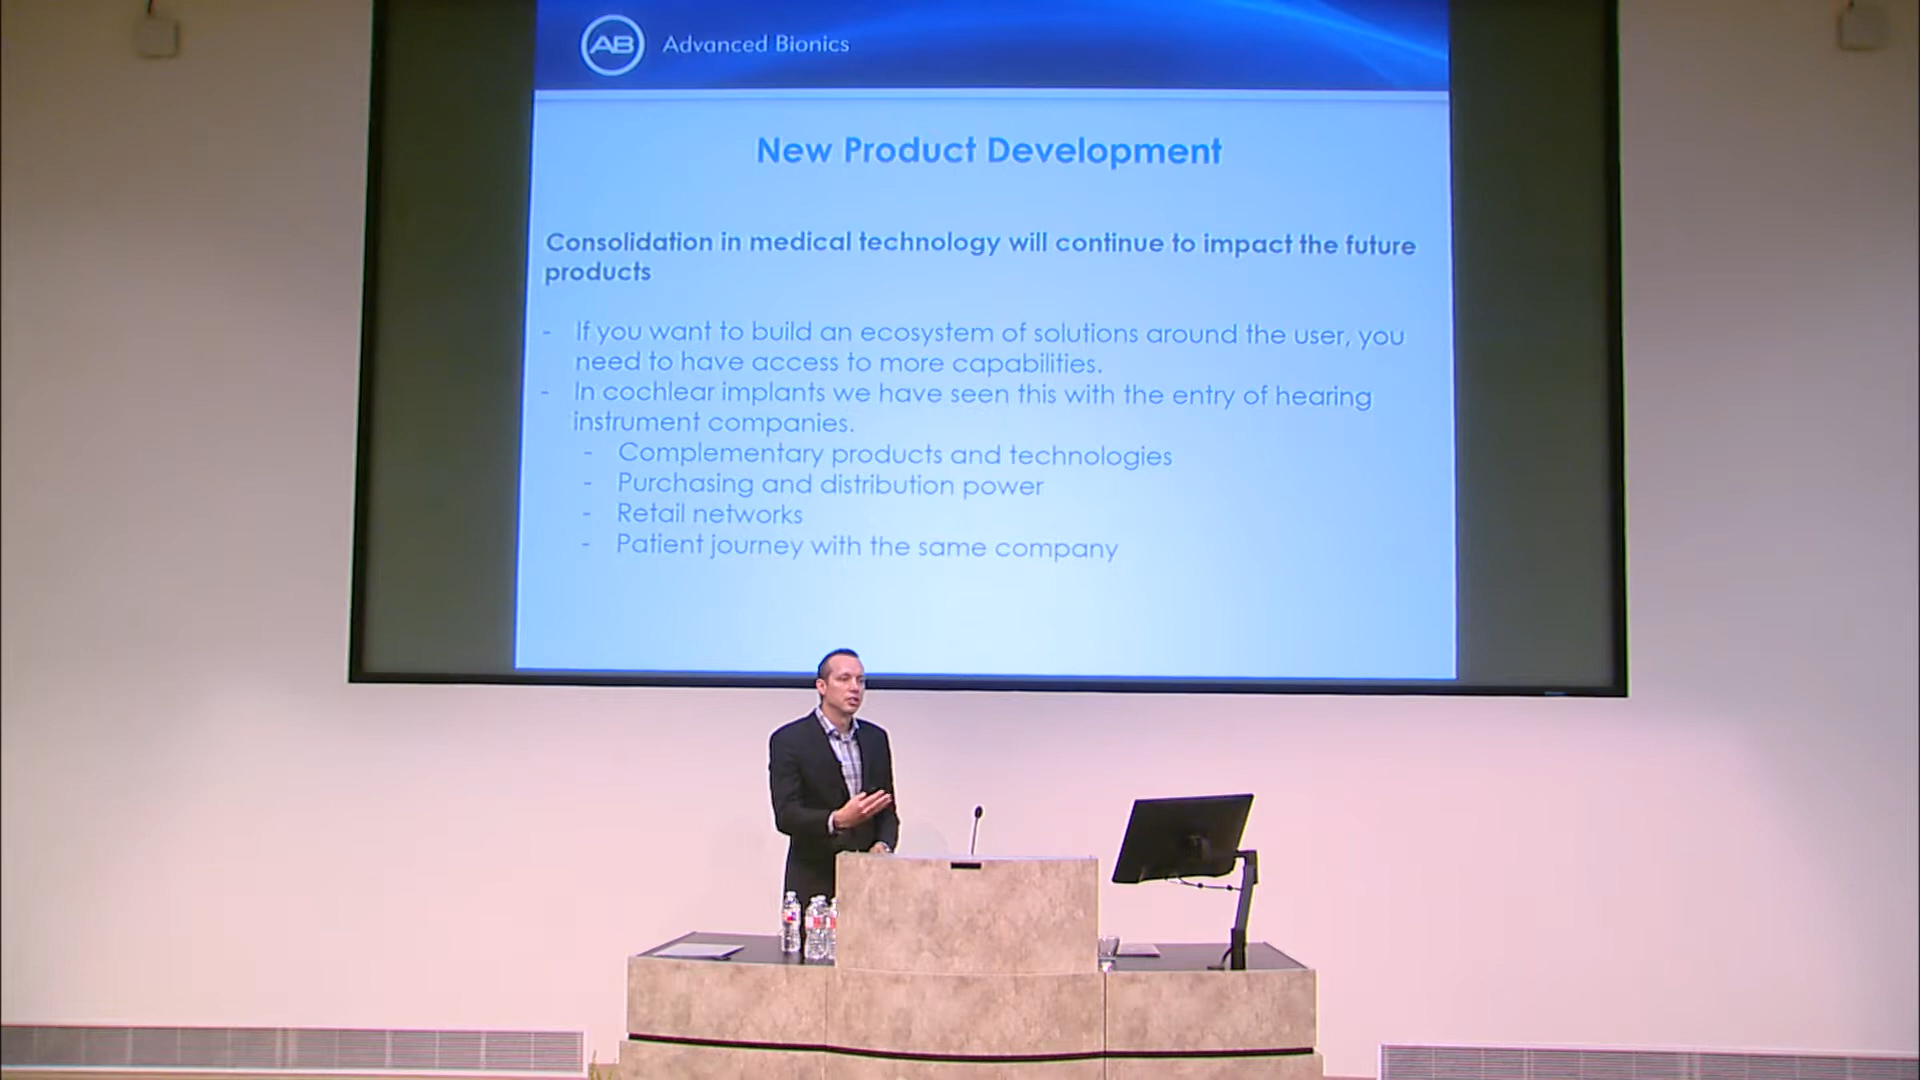 AB Advanced Bionics
New Product Development
Consolidation in medical technology will continue to impact the future
products
- If you want to build an ecosystem of solutions around the user, you
need to have access to more capabilities.
- In cochlear implants we have seen this with the entry of hearing
instrument companies.
- Complementary products and technologies
- Purchasing and distribution power
- Retail networks
- Patient journey with the same company